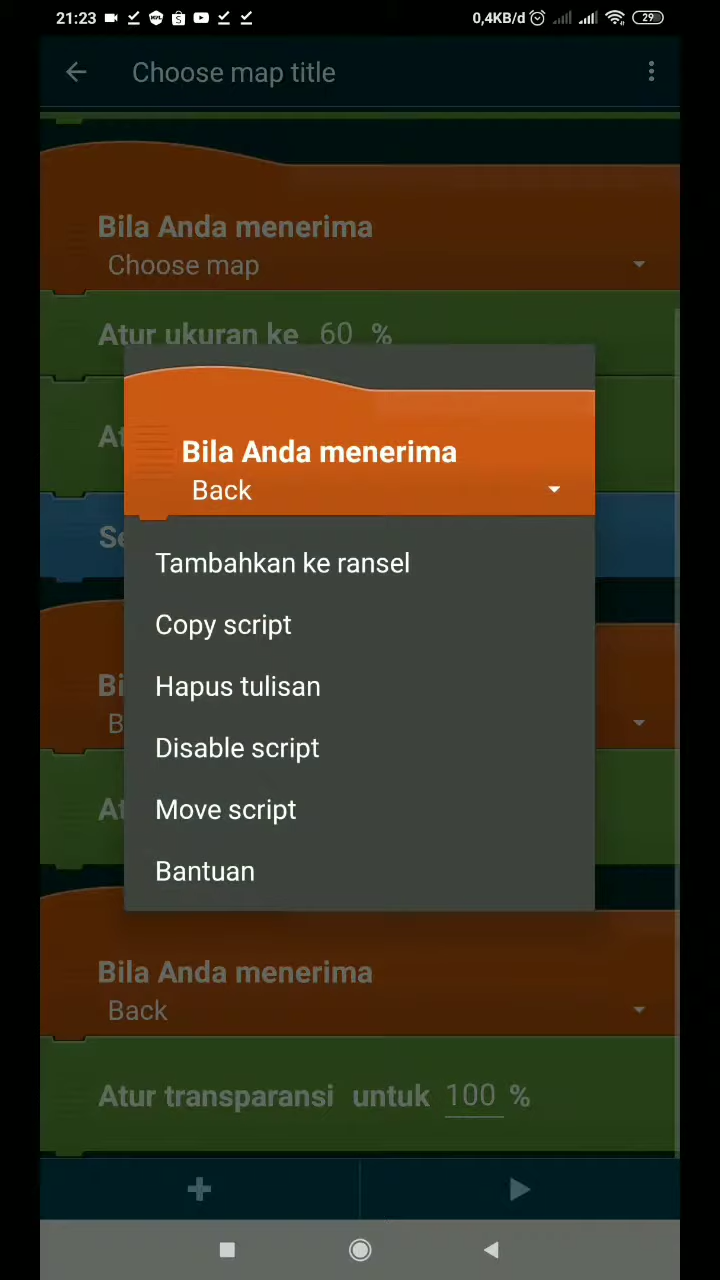 21:23
0,4KB/d
29
Choose map title
Bila Anda menerima
Choose map
Atur ukuran ke 60 %
Bila Anda menerima
Back
Tambahkan ke ransel
Copy script
Hapus tulisan
Disable script
Move script
Bantuan
Bila Anda menerima
Back
Atur transparansi untuk 100 %